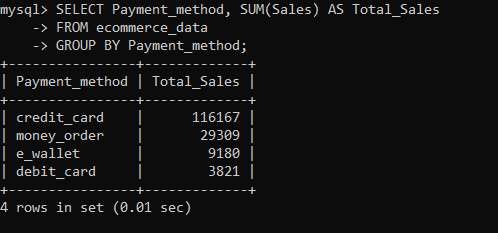 mysql> SELECT Payment_method, SUM(Sales) AS Total_Sales
    -> FROM ecommerce_data
    -> GROUP BY Payment_method;
+----------------+-------------+
| Payment_method | Total_Sales |
+----------------+-------------+
| credit_card    |      116167 |
| money_order    |       29309 |
| e_wallet       |        9180 |
| debit_card     |        3821 |
+----------------+-------------+
4 rows in set (0.01 sec)